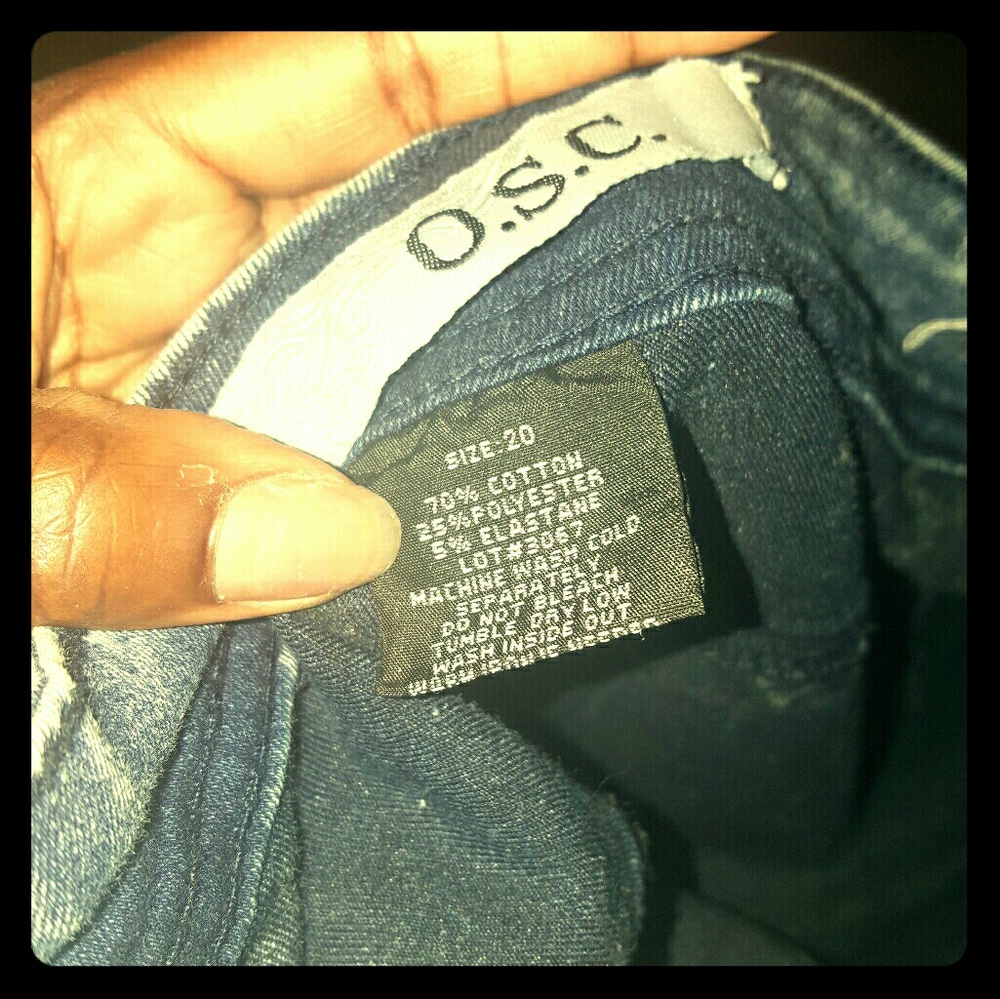 O.S.C.
SIZE-20
70% COTTON
25%POLYESTER
5% ELASTANE
LOT#3067
MACHINE WASH COLD
SEPARATELY
DO NOT BLEACH
TUMBLE DRY LOW
WASH INSIDE OUT